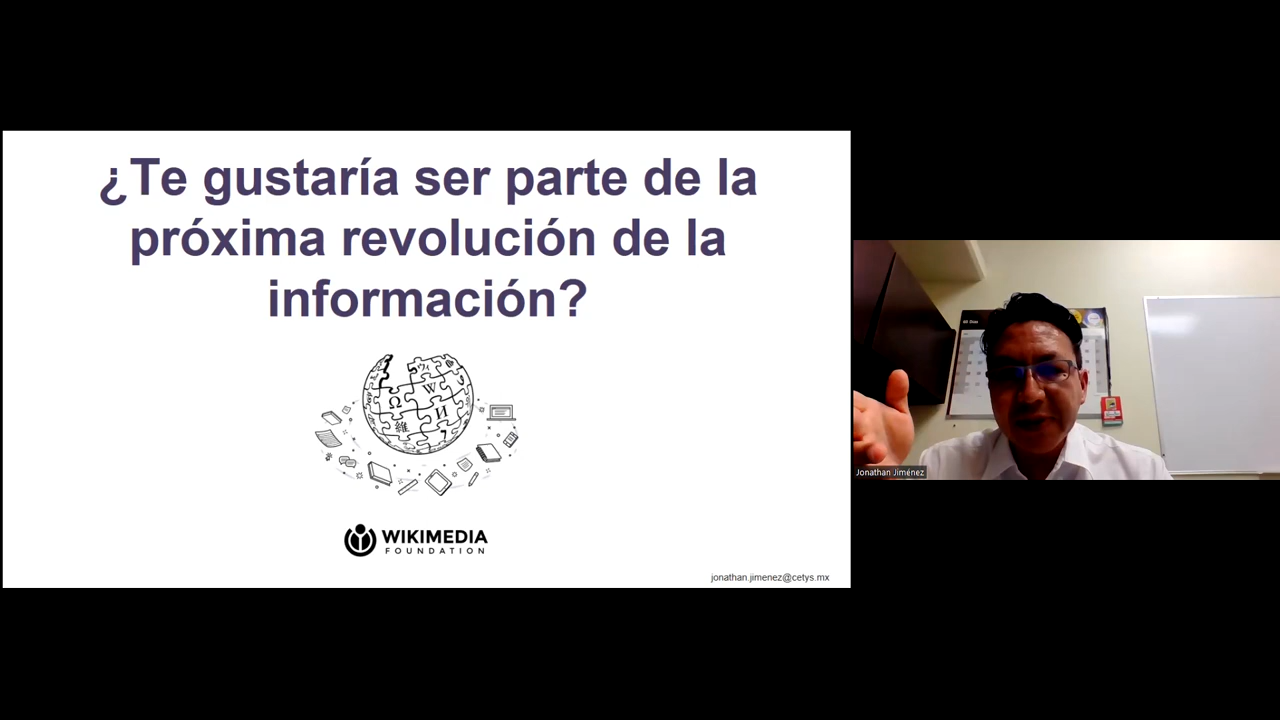 ¿Te gustaría ser parte de la
próxima revolución de la
información?
W
Ω
И
維
WIKIMEDIA
FOUNDATION
jonathan.jimenez@cetys.mx
Jonathan Jiménez